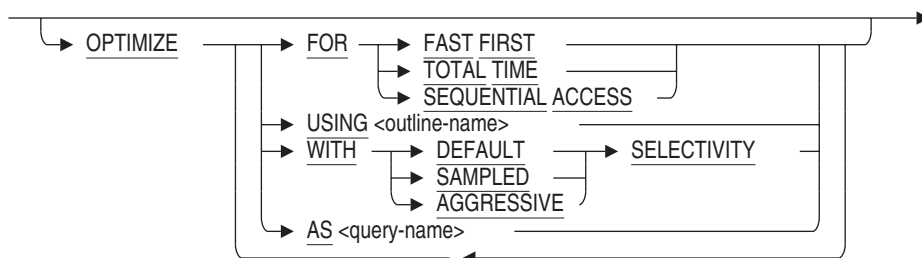 OPTIMIZE FOR FAST FIRST
TOTAL TIME
SEQUENTIAL ACCESS
USING <outline-name>
WITH DEFAULT SELECTIVITY
SAMPLED
AGGRESSIVE
AS <query-name>